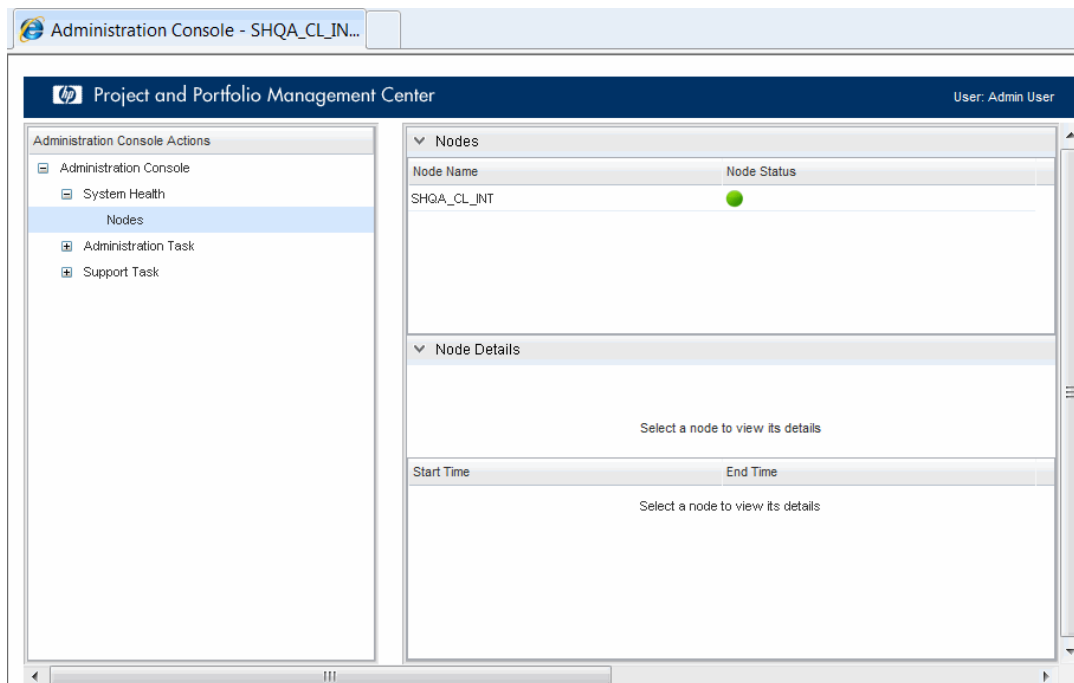 Administration Console - SHQA_CL_IN...
hp Project and Portfolio Management Center
User: Admin User
Administration Console Actions
Administration Console
System Health
Nodes
Administration Task
Support Task
Nodes
Node Name Node Status
SHQA_CL_INT
Node Details
Select a node to view its details
Start Time End Time
Select a node to view its details